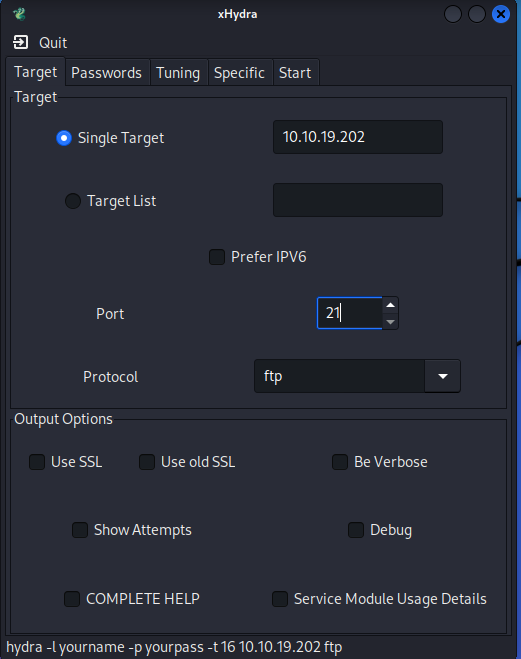 xHydra
Quit
Target Passwords Tuning Specific Start
Target
Single Target 10.10.19.202
Target List
Prefer IPV6
Port 21
Protocol ftp
Output Options
Use SSL Use old SSL Be Verbose
Show Attempts Debug
COMPLETE HELP Service Module Usage Details
hydra -l yourname -p yourpass -t 16 10.10.19.202 ftp